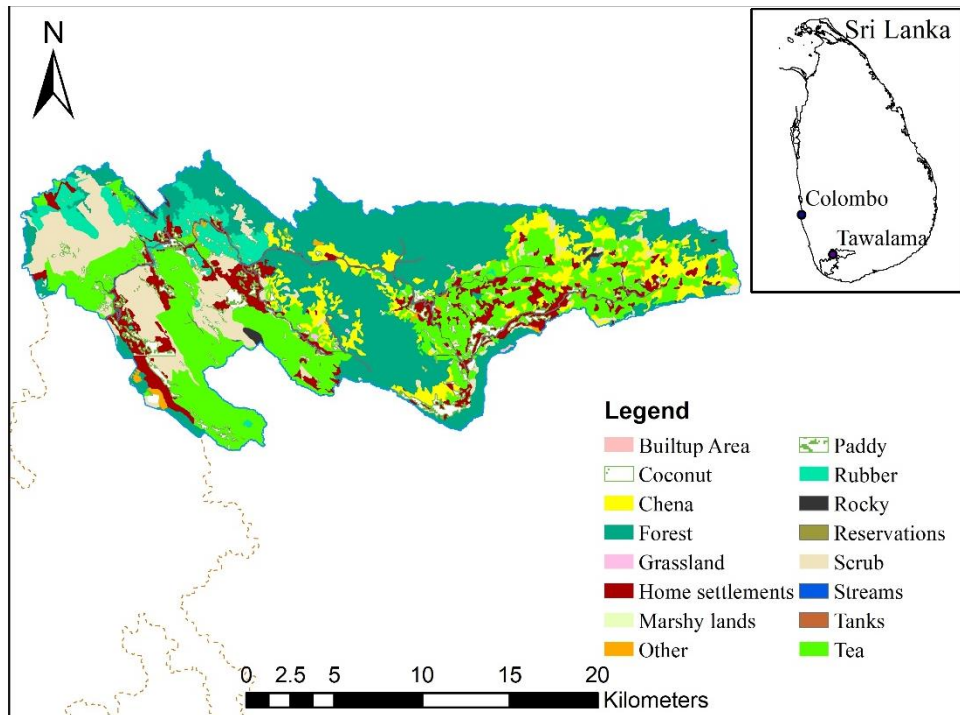 N
Sri Lanka
Colombo
Tawalama
Legend
Builtup Area
Coconut
Chena
Forest
Grassland
Home settlements
Marshy lands
Other
Paddy
Rubber
Rocky
Reservations
Scrub
Streams
Tanks
Tea
0 2.5 5 10 15 20
Kilometers